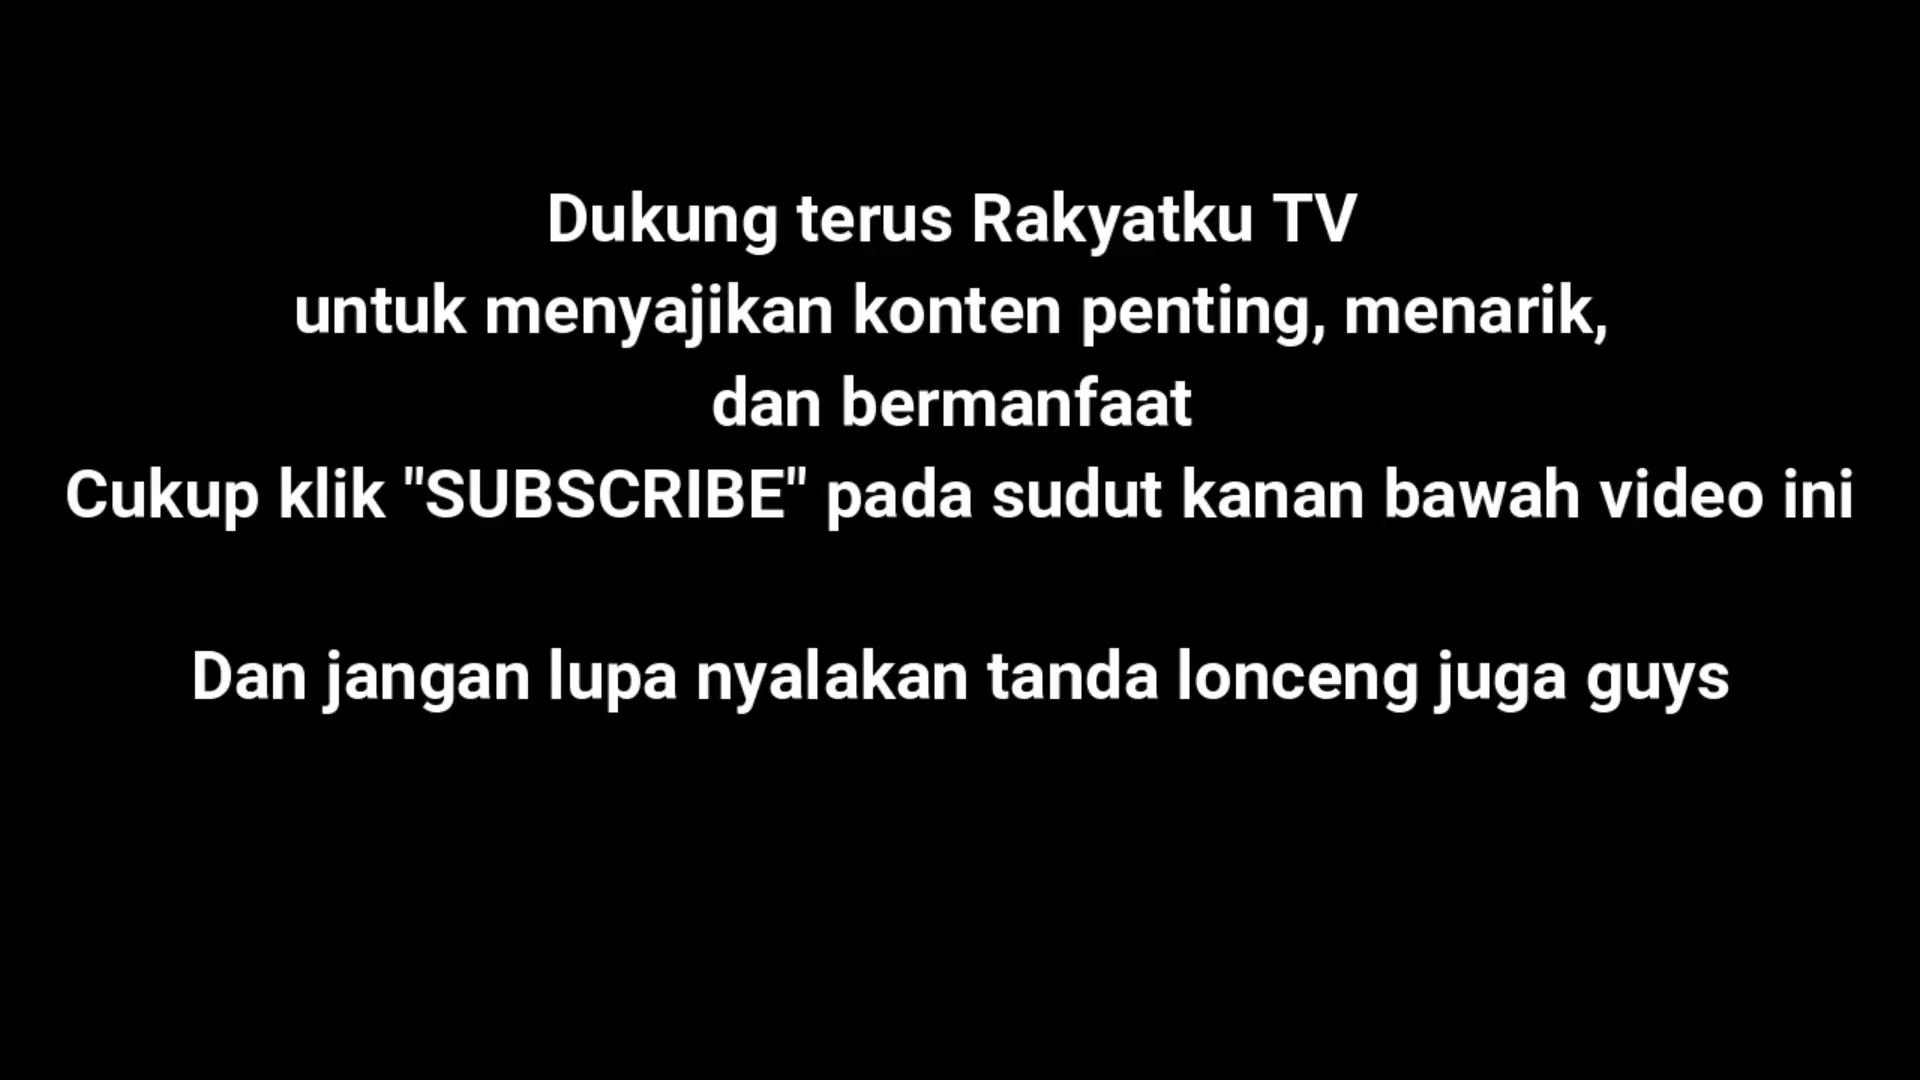 Dukung terus Rakyatku TV
untuk menyajikan konten penting, menarik,
dan bermanfaat
Cukup klik "SUBSCRIBE" pada sudut kanan bawah video ini
Dan jangan lupa nyalakan tanda lonceng juga guys